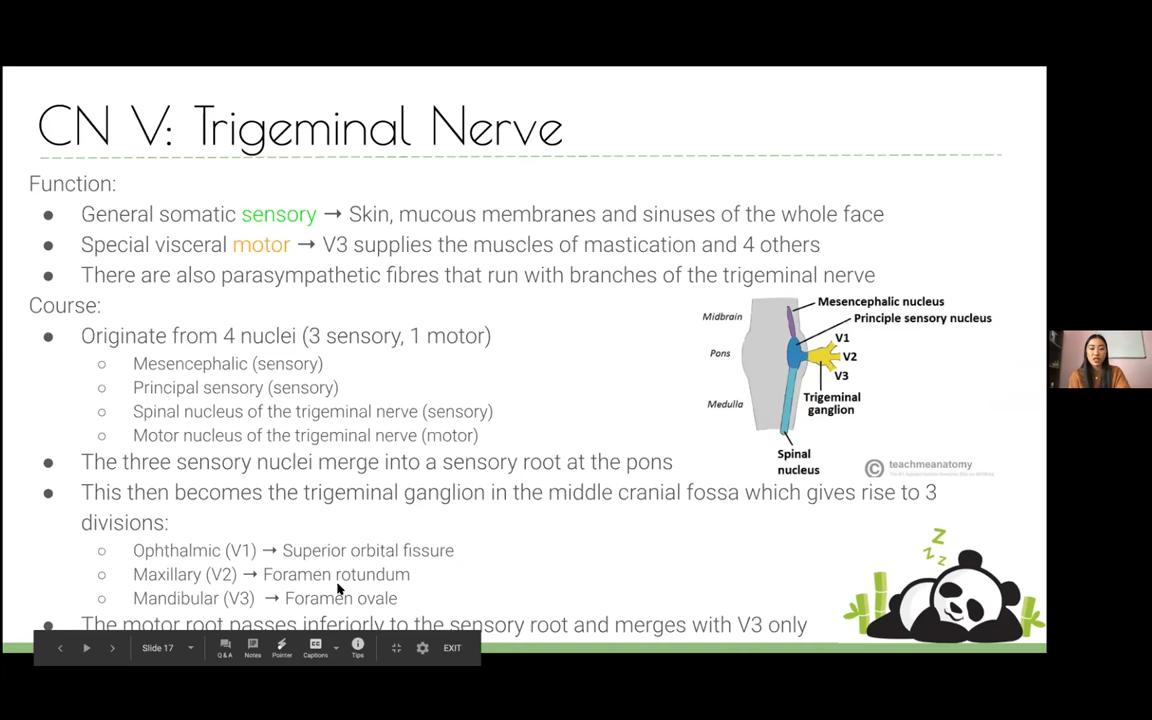 CN V: Trigeminal Nerve
Function:
● General somatic sensory → Skin, mucous membranes and sinuses of the whole face
● Special visceral motor → V3 supplies the muscles of mastication and 4 others
● There are also parasympathetic fibres that run with branches of the trigeminal nerve
Course:
● Originate from 4 nuclei (3 sensory, 1 motor)
○ Mesencephalic (sensory)
○ Principal sensory (sensory)
○ Spinal nucleus of the trigeminal nerve (sensory)
○ Motor nucleus of the trigeminal nerve (motor)
● The three sensory nuclei merge into a sensory root at the pons
● This then becomes the trigeminal ganglion in the middle cranial fossa which gives rise to 3
divisions:
○ Ophthalmic (V1) → Superior orbital fissure
○ Maxillary (V2) → Foramen rotundum
○ Mandibular (V3) → Foramen ovale
● The motor root passes inferiorly to the sensory root and merges with V3 only
Mesencephalic nucleus
Midbrain
Principle sensory nucleus
V1
Pons
V2
V3
Trigeminal
ganglion
Medulla
Spinal
nucleus
© teachmeanatomy
Z
Z
Z
Slide 17
Q & A
Notes
Pointer
CC
Captions
Tips
EXIT